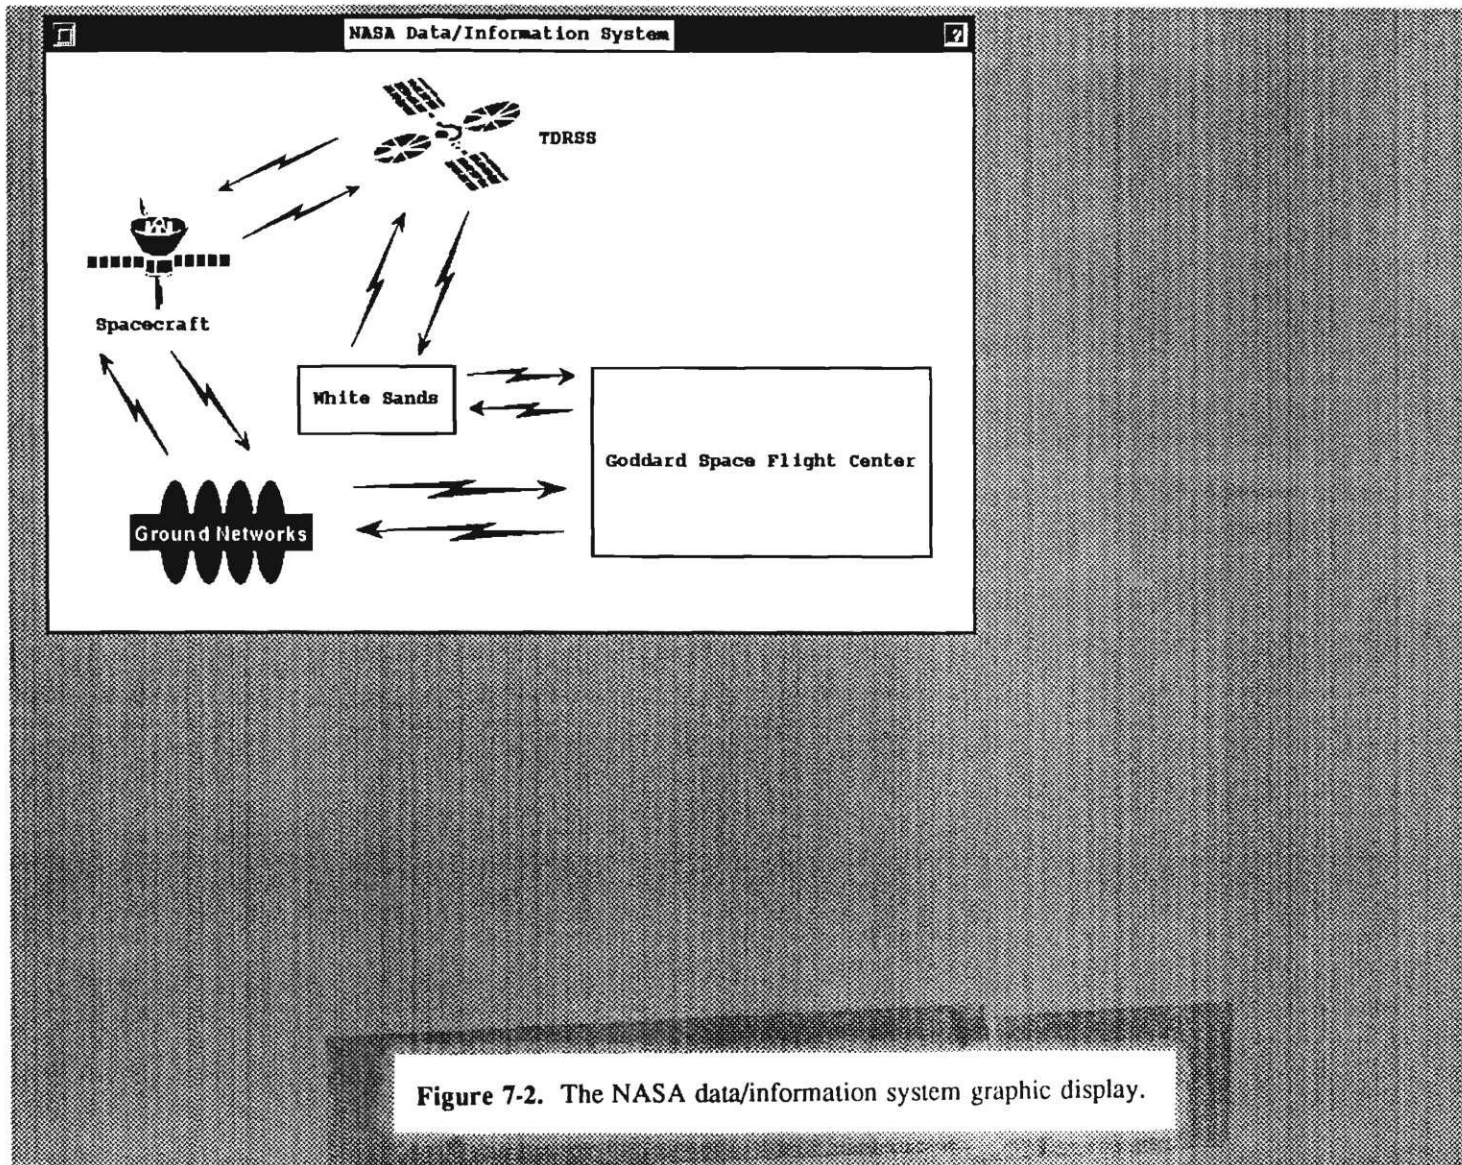 NASA Data/Information System
?
TDRSS
Spacecraft
White Sands
Goddard Space Flight Center
Ground Networks
Figure 7-2. The NASA data/information system graphic display.